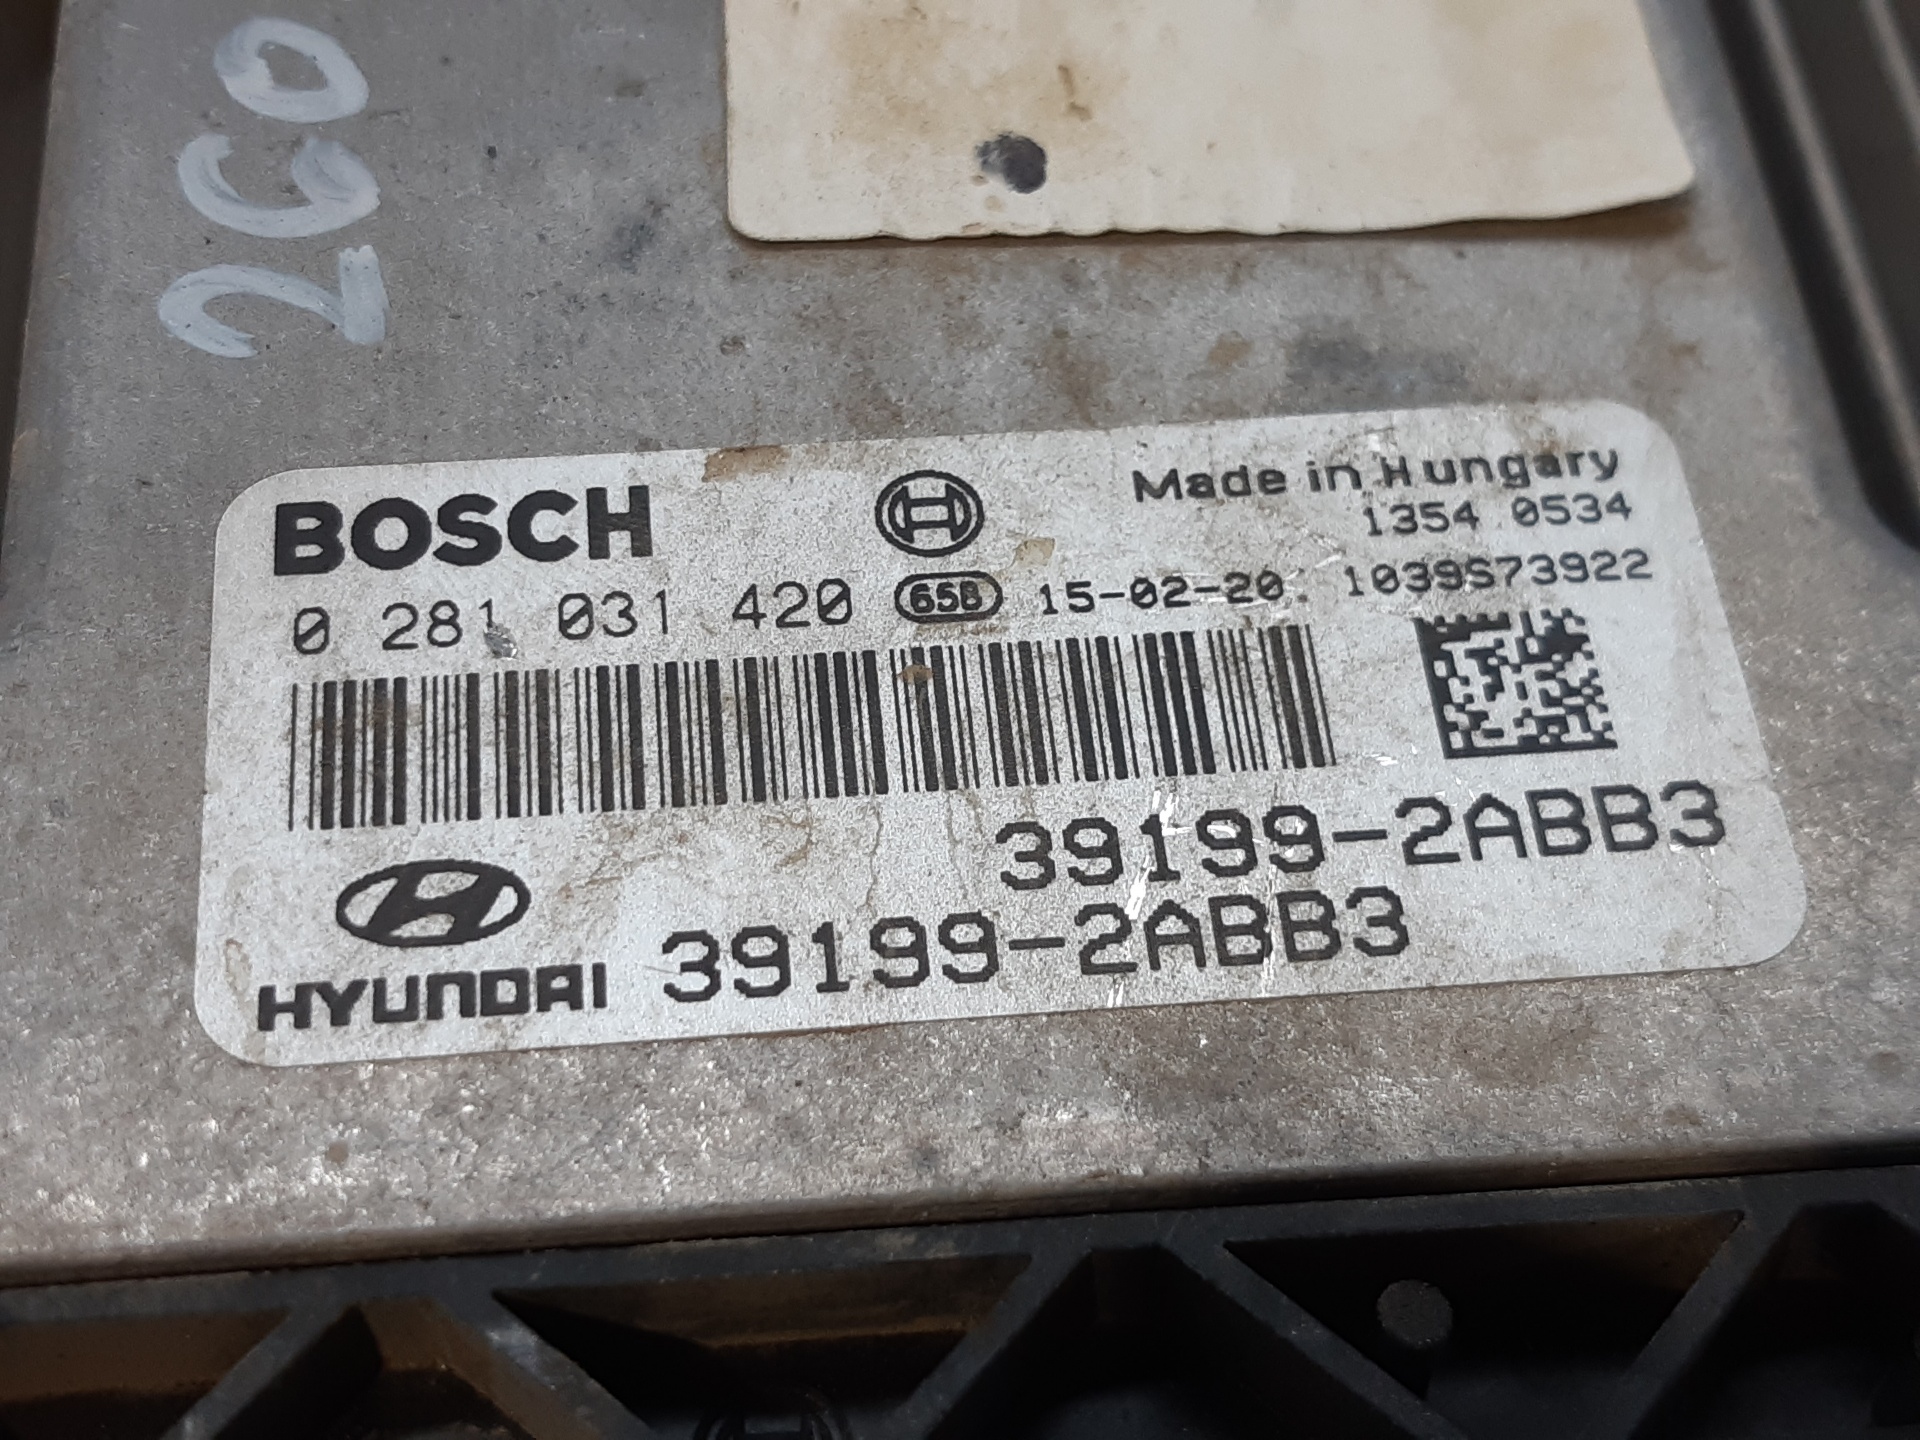 2CO
BOSCH
Made in Hungary
1354 0534
0 281 031 420 658 15-02-20. 1039S73922
39199-2ABB3
HYUNDAI 39199-2ABB3